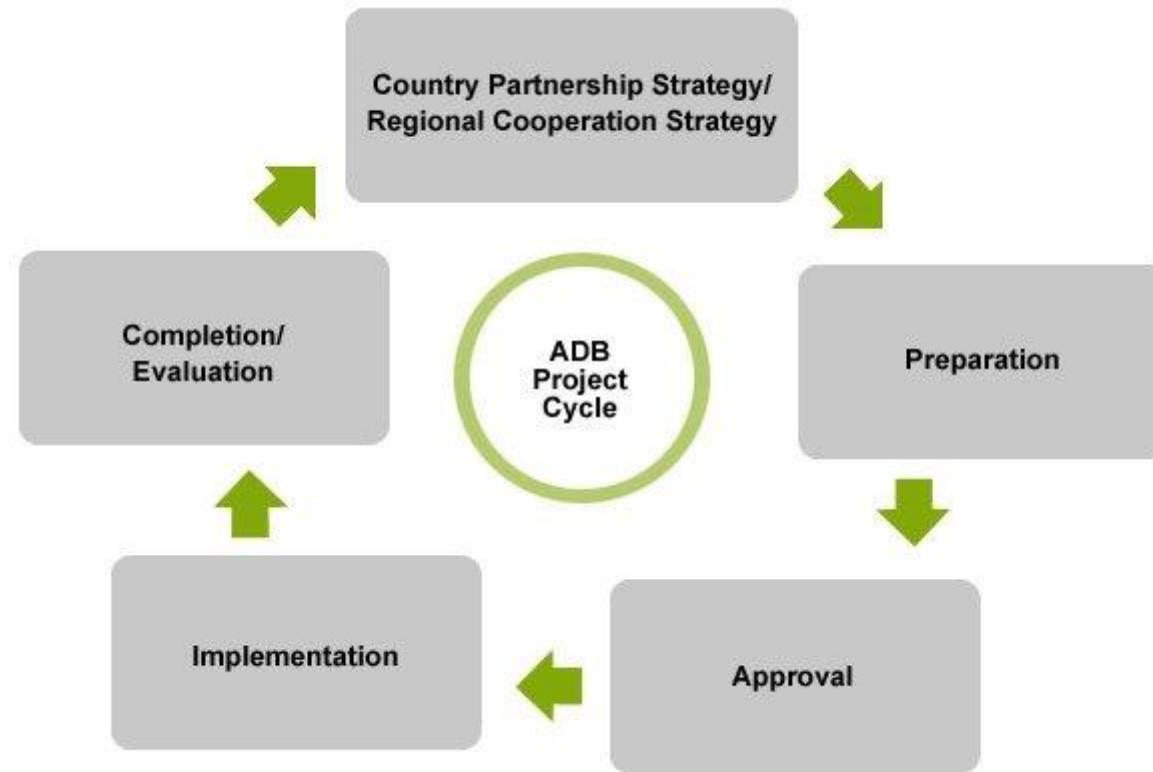 Country Partnership Strategy/
Regional Cooperation Strategy
Completion/
Evaluation
ADB
Project
Cycle
Preparation
Implementation
Approval